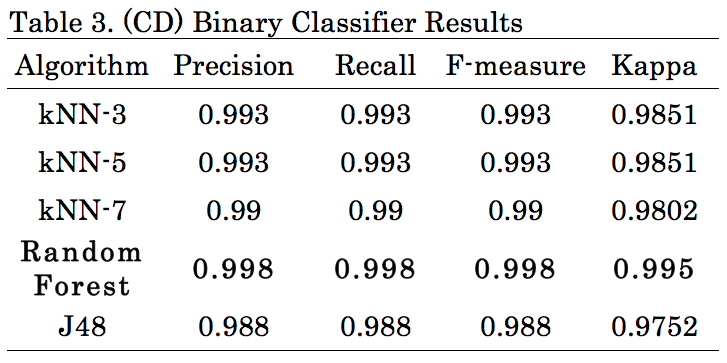 Table 3. (CD) Binary Classifier Results
Algorithm Precision Recall F-measure Kappa
kNN-3 0.993 0.993 0.993 0.9851
kNN-5 0.993 0.993 0.993 0.9851
kNN-7 0.99 0.99 0.99 0.9802
Random
Forest 0.998 0.998 0.998 0.995
J48 0.988 0.988 0.988 0.9752